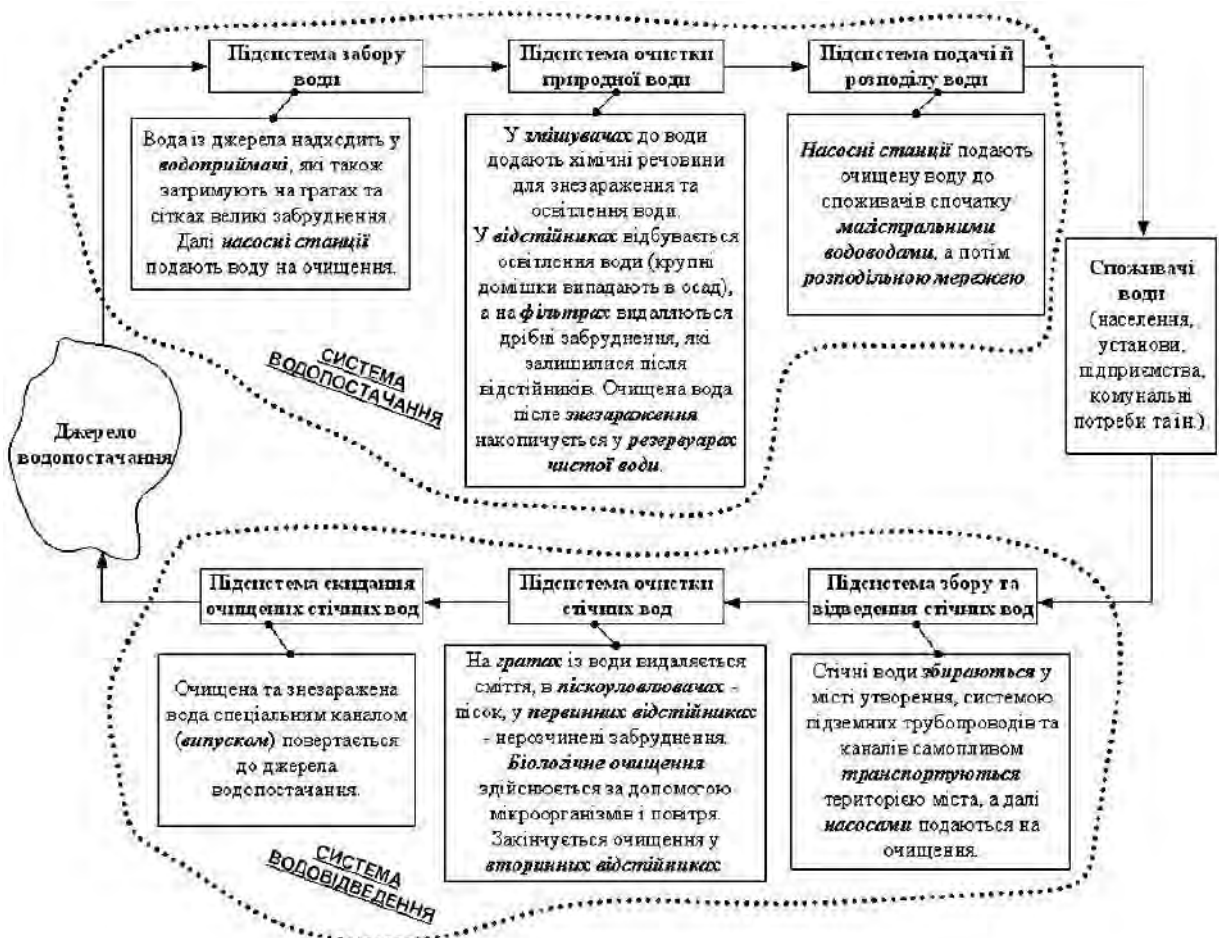 Підсистема забору
води
Підсистема очистки
природної води
Підсистема подачі й
розподілу води
Вода із джерела надходить у
водоприймачі, які також
затримують на гратах та
сітках великі забруднення.
Далі насосні станції
подають воду на очищення.
У змішувачах до води
додають хімічні речовини
для знезараження та
освітлення води.
У відстійниках відбувається
освітлення води (крупні
домішки випадають в осад),
а на фільтрах видаляються
дрібні забруднення, які
залишилися після
відстійників. Очищена вода
після знезараження
накопичується у резервуарах
чистої води.
Насосні станції подають
очищену воду до
споживачів спочатку
магістральними
водоводами, а потім
розподільною мережею.
Споживачі
води
(населення,
установи,
підприємства,
комунальні
потреби та ін.)
СИСТЕМА
ВОДОПОСТАЧАННЯ
Джерело
водопостачання
Підсистема скидання
очищенних стічних вод
Підсистема очистки
стічних вод
Підсистема збору та
відведення стічних вод
Очищена та знезаражена
вода спеціальним каналом
(випуском) повертається
до джерела
водопостачання.
На гратах із води видаляється
сміття, в піскоуловлювачах -
пісок, у первинних відстійниках
- нерозчинені забруднення.
Біологічне очищення
здійснюється за допомогою
мікроорганізмів і повітря.
Закінчується очищення у
вторинних відстійниках
Стічні води збираються у
місті утворення, системою
підземних трубопроводів та
каналів самопливом
транспортуються
територією міста, а далі
насосами подаються на
очищення.
СИСТЕМА
ВОДОВІДВЕДЕННЯ